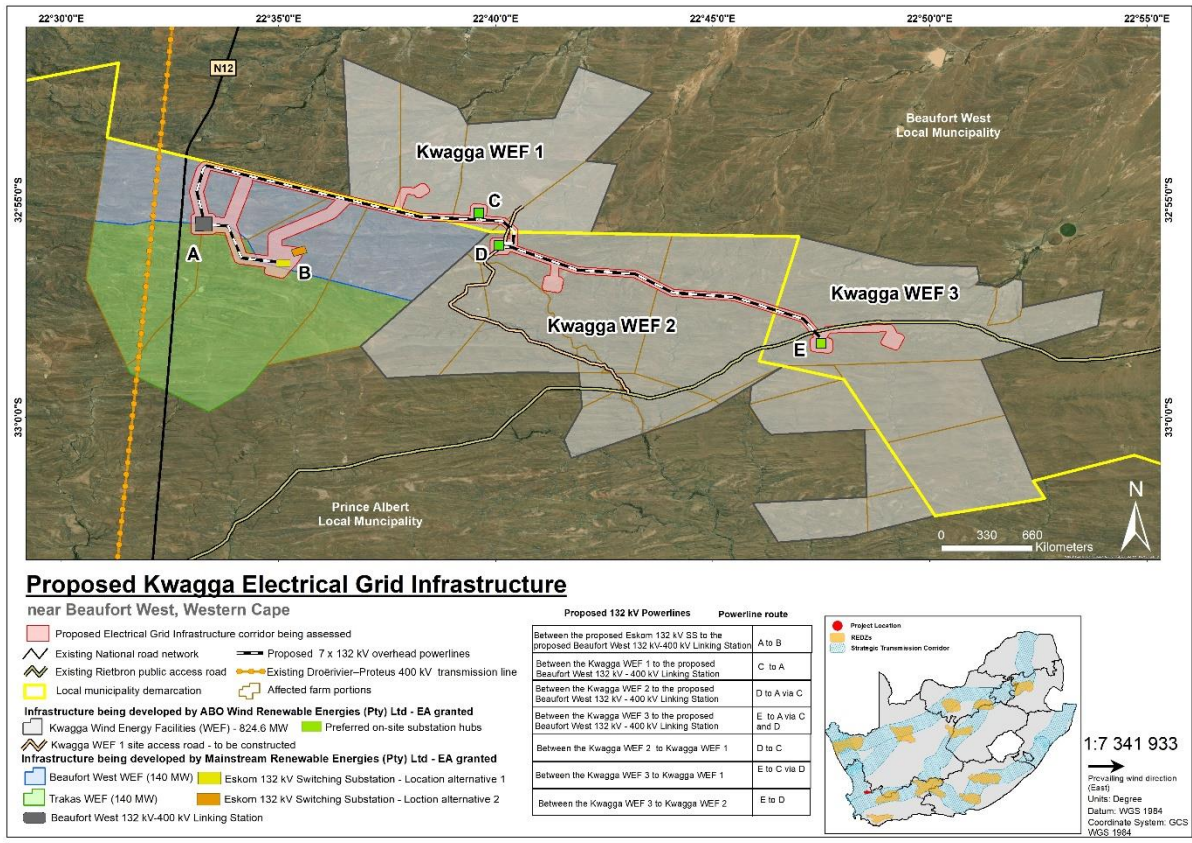 22°30'0"E 22°35'0"E 22°40'0"E 22°45'0"E 22°50'0"E 22°55'0"E
N12
Beaufort West
Local Muncipality
Kwagga WEF 1
32°55'0"S
32°55'0"S
C
A
D
B
Kwagga WEF 3
Kwagga WEF 2
E
33°0'0"S
33°0'0"S
Prince Albert
Local Muncipality
N
0 330 660
Kilometers
Proposed Kwagga Electrical Grid Infrastructure
near Beaufort West, Western Cape
Proposed Electrical Grid Infrastructure corridor being assessed
Existing National road network
Proposed 7 x 132 kV overhead powerlines
Existing Rietbron public access road
Existing Droërivier–Proteus 400 kV transmission line
Local municipality demarcation
Affected farm portions
Infrastructure being developed by ABO Wind Renewable Energies (Pty) Ltd - EA granted
Kwagga Wind Energy Facilities (WEF) - 824.6 MW
Preferred on-site substation hubs
Kwagga WEF 1 site access road - to be constructed
Infrastructure being developed by Mainstream Renewable Energies (Pty) Ltd - EA granted
Beaufort West WEF (140 MW)
Eskom 132 kV Switching Substation - Location alternative 1
Trakas WEF (140 MW)
Eskom 132 kV Switching Substation - Loction alternative 2
Beaufort West 132 kV-400 kV Linking Station
Proposed 132 kV Powerlines Powerline route
Between the proposed Eskom 132 kV SS to the
proposed Beaufort West 132 kV-400 kV Linking Station
A to B
Between the Kwagga WEF 1 to the proposed
Beaufort West 132 kV - 400 kV Linking Station
C to A
Between the Kwagga WEF 2 to the proposed
Beaufort West 132 kV - 400 kV Linking Station
D to A via C
Between the Kwagga WEF 3 to the proposed
Beaufort West 132 kV - 400 kV Linking Station
E to A via C
and D
Between the Kwagga WEF 2 to Kwagga WEF 1
D to C
Between the Kwagga WEF 3 to Kwagga WEF 1
E to C via D
Between the Kwagga WEF 3 to Kwagga WEF 2
E to D
Project Location
REDZs
Strategic Transmission Corridor
1:7 341 933
Prevailing wind direction
(East)
Units: Degree
Datum: WGS 1984
Coordinate System: GCS
WGS 1984